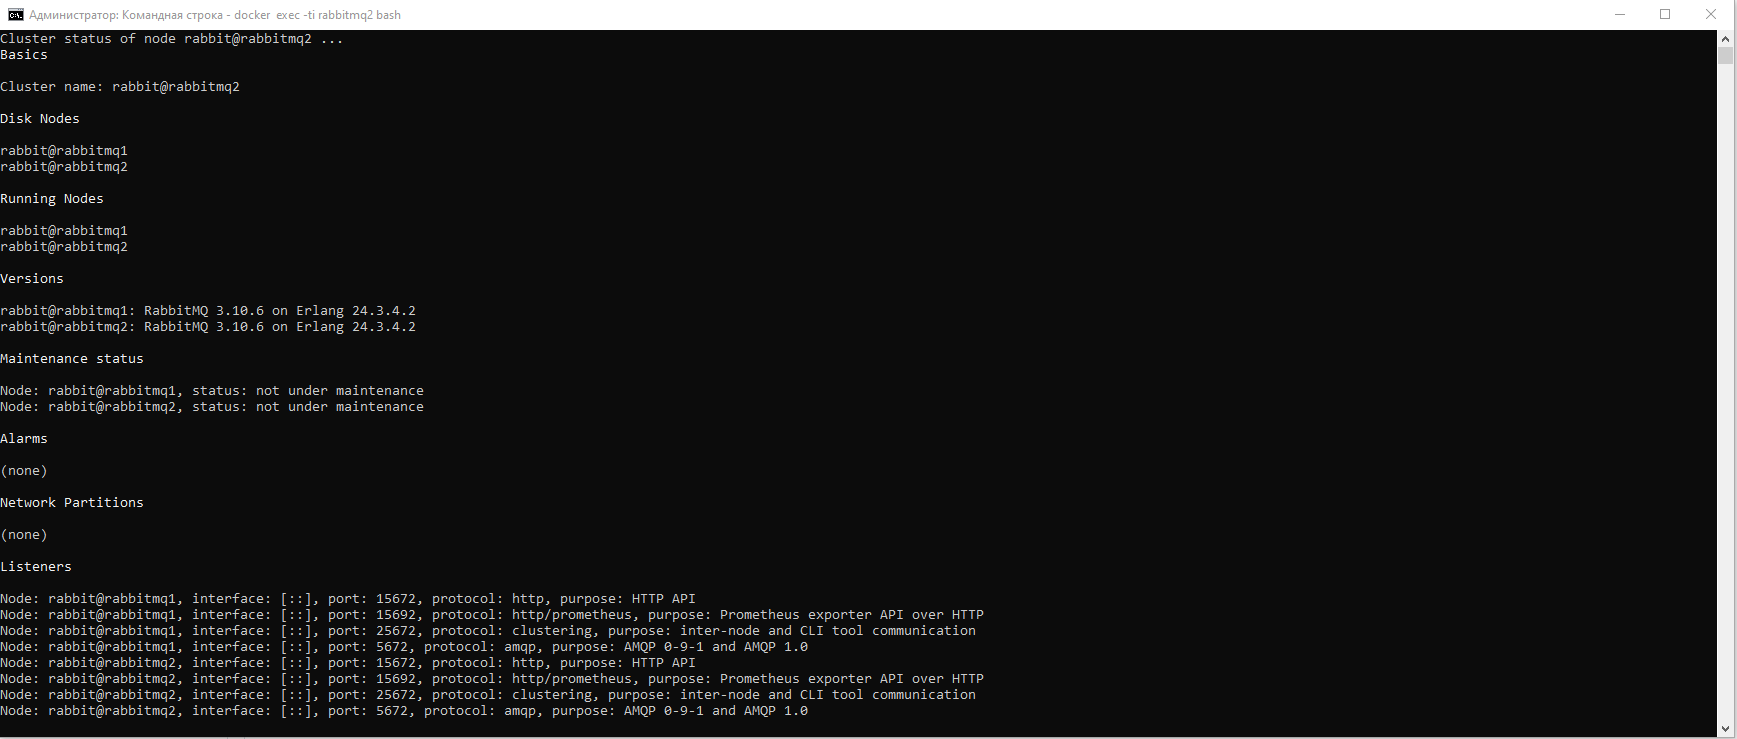 Администратор: Командная строка - docker  exec -ti rabbitmq2 bash
Cluster status of node rabbit@rabbitmq2 ...
Basics
Cluster name: rabbit@rabbitmq2
Disk Nodes
rabbit@rabbitmq1
rabbit@rabbitmq2
Running Nodes
rabbit@rabbitmq1
rabbit@rabbitmq2
Versions
rabbit@rabbitmq1: RabbitMQ 3.10.6 on Erlang 24.3.4.2
rabbit@rabbitmq2: RabbitMQ 3.10.6 on Erlang 24.3.4.2
Maintenance status
Node: rabbit@rabbitmq1, status: not under maintenance
Node: rabbit@rabbitmq2, status: not under maintenance
Alarms
(none)
Network Partitions
(none)
Listeners
Node: rabbit@rabbitmq1, interface: [::], port: 15672, protocol: http, purpose: HTTP API
Node: rabbit@rabbitmq1, interface: [::], port: 15692, protocol: http/prometheus, purpose: Prometheus exporter API over HTTP
Node: rabbit@rabbitmq1, interface: [::], port: 25672, protocol: clustering, purpose: inter-node and CLI tool communication
Node: rabbit@rabbitmq1, interface: [::], port: 5672, protocol: amqp, purpose: AMQP 0-9-1 and AMQP 1.0
Node: rabbit@rabbitmq2, interface: [::], port: 15672, protocol: http, purpose: HTTP API
Node: rabbit@rabbitmq2, interface: [::], port: 15692, protocol: http/prometheus, purpose: Prometheus exporter API over HTTP
Node: rabbit@rabbitmq2, interface: [::], port: 25672, protocol: clustering, purpose: inter-node and CLI tool communication
Node: rabbit@rabbitmq2, interface: [::], port: 5672, protocol: amqp, purpose: AMQP 0-9-1 and AMQP 1.0